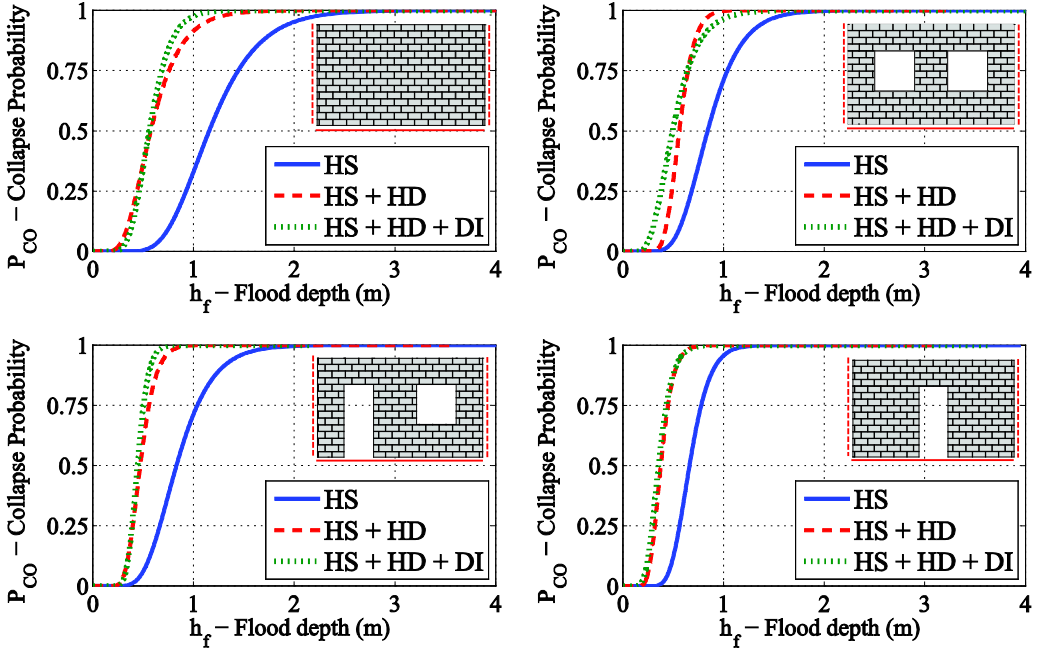 P_CO − Collapse Probability
1
0.75
0.5
0.25
0
HS
HS + HD
HS + HD + DI
0 1 2 3 4
h_f − Flood depth (m)
P_CO − Collapse Probability
1
0.75
0.5
0.25
0
HS
HS + HD
HS + HD + DI
0 1 2 3 4
h_f − Flood depth (m)
P_CO − Collapse Probability
1
0.75
0.5
0.25
0
HS
HS + HD
HS + HD + DI
0 1 2 3 4
h_f − Flood depth (m)
P_CO − Collapse Probability
1
0.75
0.5
0.25
0
HS
HS + HD
HS + HD + DI
0 1 2 3 4
h_f − Flood depth (m)